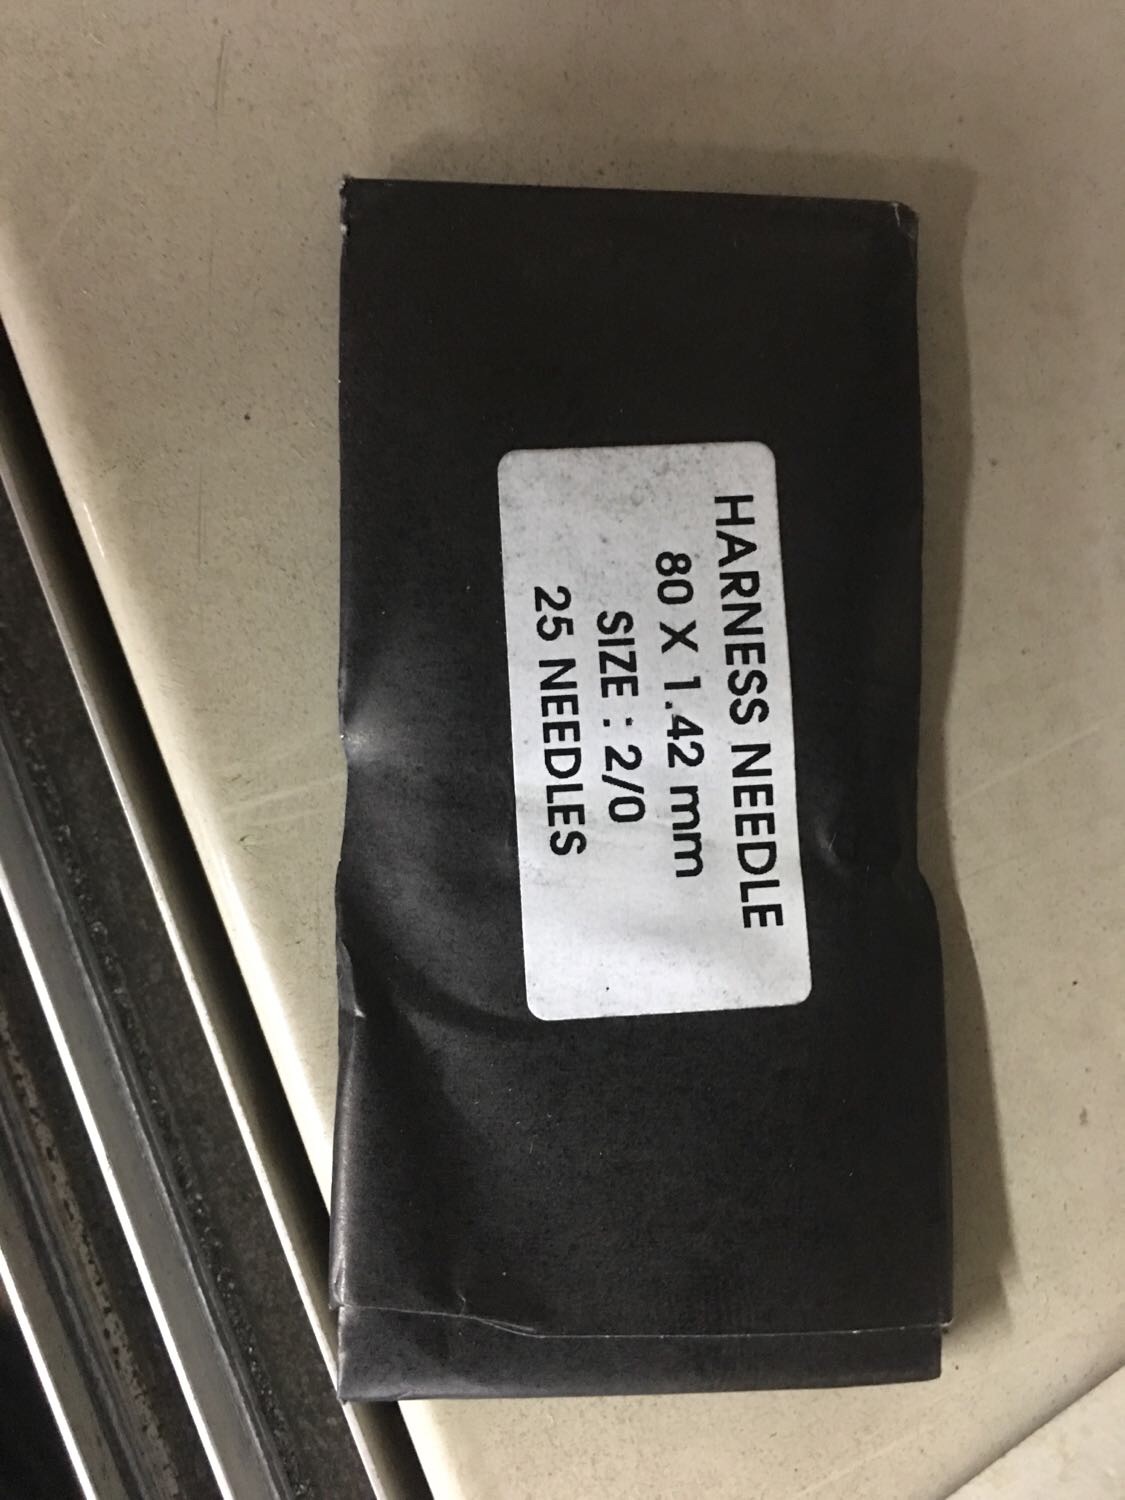 HARNESS NEEDLE
80 X 1.42 mm
SIZE : 2/0
25 NEEDLES